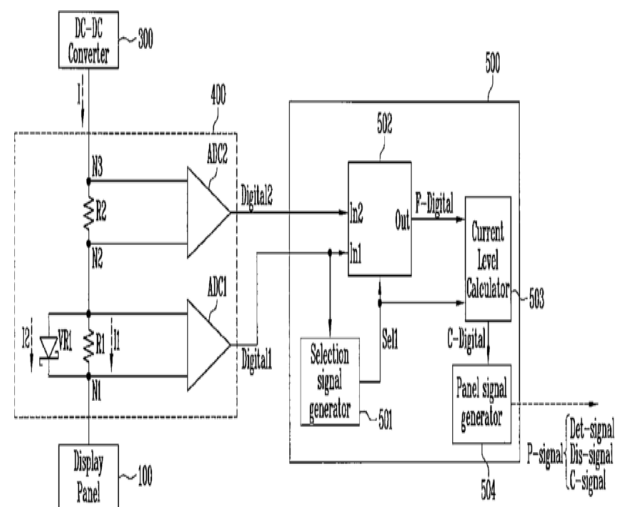 DC-DC
Converter
300
I
400
500
N3
ADC2
502
R2
Digital2
In2
F-Digital
Out
N2
In1
Current
Level
Calculator
503
ADC1
I2
VR1
R1
I1
Sel1
C-Digital
N1
Digital1
Selection
signal
generator
501
Panel signal
generator
504
P-signal
Det-signal
Dis-signal
C-signal
Display
Panel
100